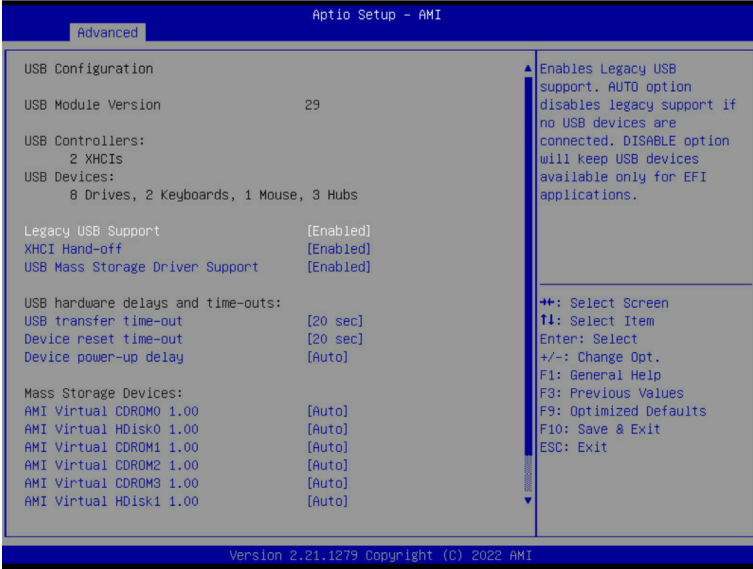 Aptio Setup – AMI
Advanced
USB Configuration
USB Module Version 29
USB Controllers:
2 XHCIs
USB Devices:
8 Drives, 2 Keyboards, 1 Mouse, 3 Hubs
Legacy USB Support [Enabled]
XHCI Hand-off [Enabled]
USB Mass Storage Driver Support [Enabled]
USB hardware delays and time-outs:
USB transfer time-out [20 sec]
Device reset time-out [20 sec]
Device power-up delay [Auto]
Mass Storage Devices:
AMI Virtual CDROM0 1.00 [Auto]
AMI Virtual HDisk0 1.00 [Auto]
AMI Virtual CDROM1 1.00 [Auto]
AMI Virtual CDROM2 1.00 [Auto]
AMI Virtual CDROM3 1.00 [Auto]
AMI Virtual HDisk1 1.00 [Auto]
Enables Legacy USB
support. AUTO option
disables legacy support if
no USB devices are
connected. DISABLE option
will keep USB devices
available only for EFI
applications.
→←: Select Screen
↑↓: Select Item
Enter: Select
+/-: Change Opt.
F1: General Help
F3: Previous Values
F9: Optimized Defaults
F10: Save & Exit
ESC: Exit
Version 2.21.1279 Copyright (C) 2022 AMI